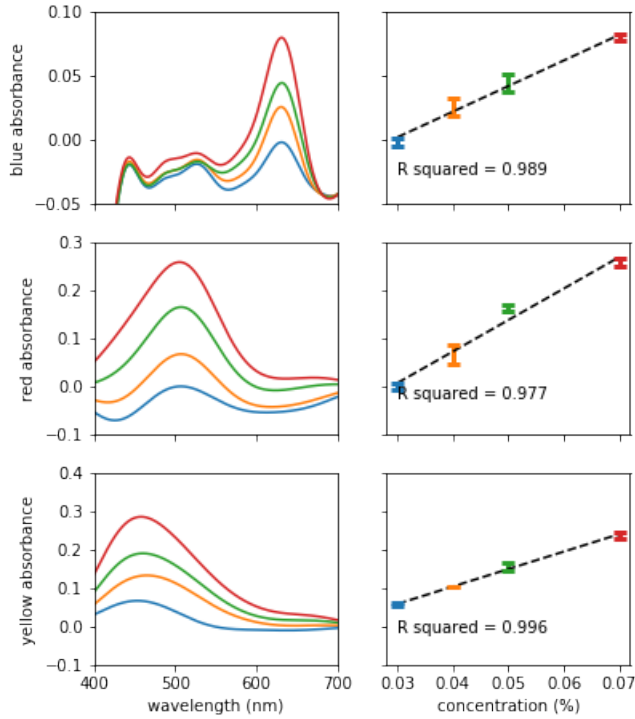 0.10
0.05
0.00
−0.05
blue absorbance
R squared = 0.989
0.3
0.2
0.1
0.0
−0.1
red absorbance
R squared = 0.977
0.4
0.3
0.2
0.1
0.0
−0.1
yellow absorbance
R squared = 0.996
400 500 600 700
wavelength (nm)
0.03 0.04 0.05 0.06 0.07
concentration (%)